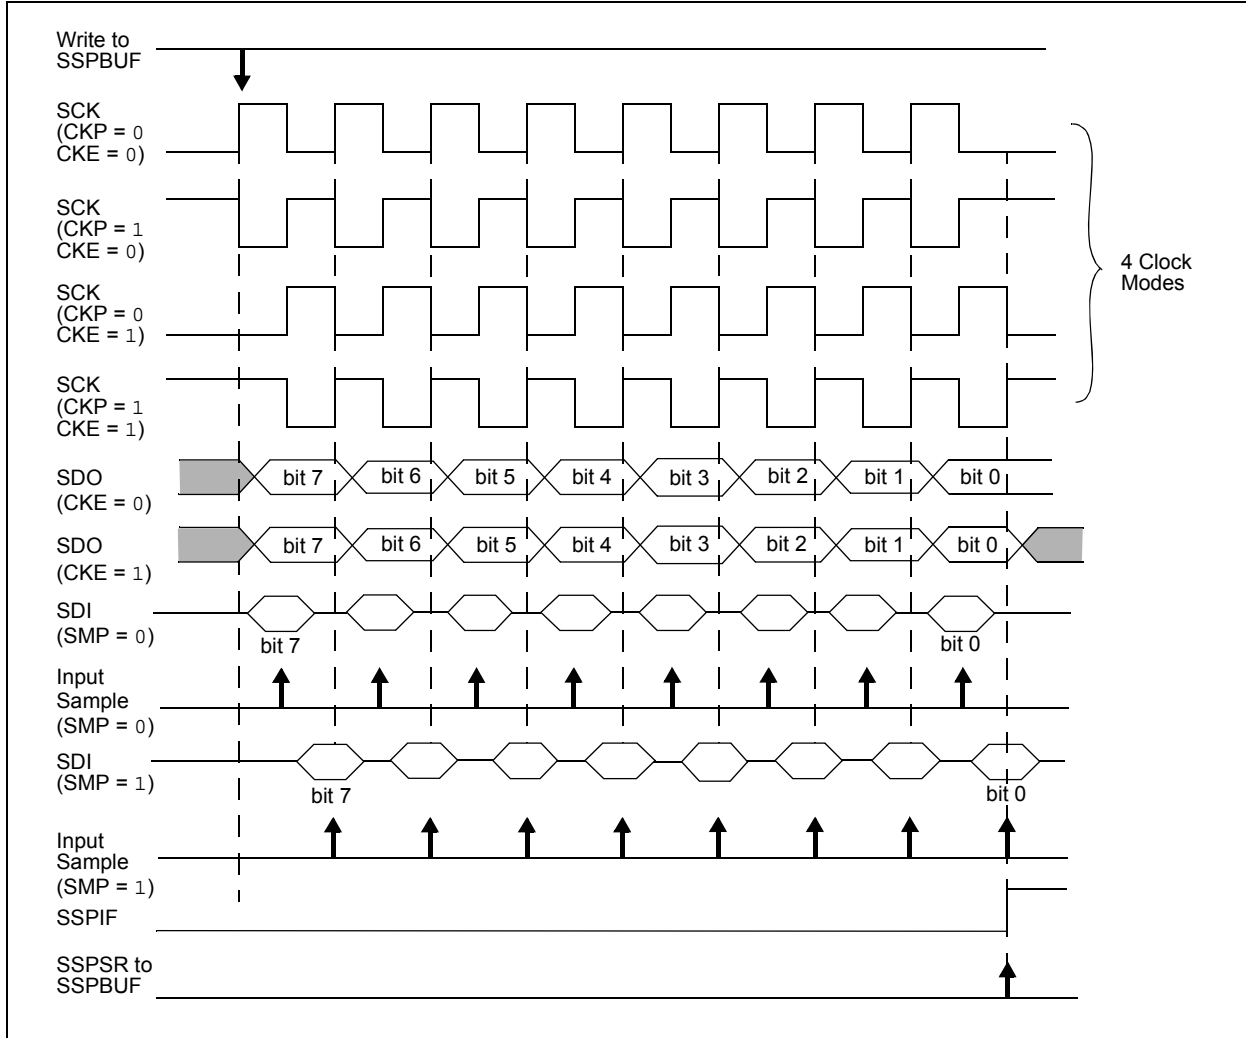 Write to
SSPBUF
SCK
(CKP = 0
CKE = 0)
SCK
(CKP = 1
CKE = 0)
4 Clock
Modes
SCK
(CKP = 0
CKE = 1)
SCK
(CKP = 1
CKE = 1)
SDO
(CKE = 0)
bit 7 bit 6 bit 5 bit 4 bit 3 bit 2 bit 1 bit 0
SDO
(CKE = 1)
bit 7 bit 6 bit 5 bit 4 bit 3 bit 2 bit 1 bit 0
SDI
(SMP = 0)
bit 7 bit 0
Input
Sample
(SMP = 0)
SDI
(SMP = 1)
bit 7 bit 0
Input
Sample
(SMP = 1)
SSPIF
SSPSR to
SSPBUF